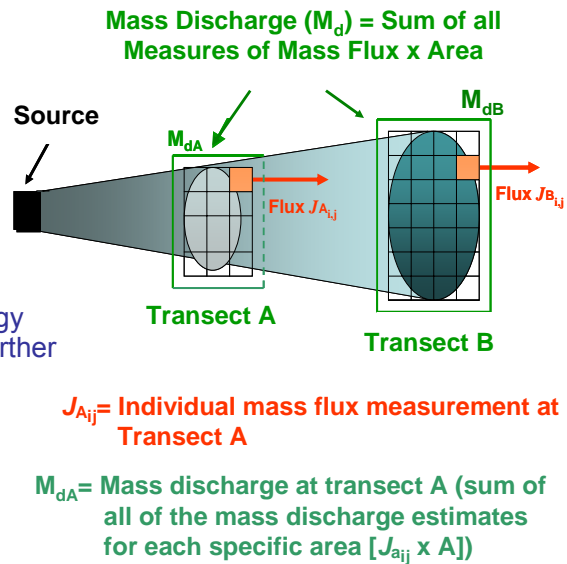 Mass Discharge (Md) = Sum of all
Measures of Mass Flux x Area
Source
MdA
MdB
Flux JAi,j
Flux JBi,j
Transect A
Transect B
gy
rther
JAij= Individual mass flux measurement at
Transect A
MdA= Mass discharge at transect A (sum of
all of the mass discharge estimates
for each specific area [Jaij x A])